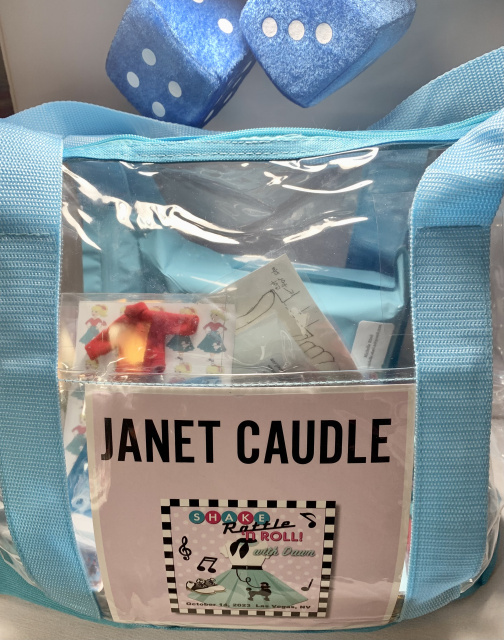 JANET CAUDLE
SHAKE
Rattle
'N ROLL!
with Dawn
October 14, 2023 Las Vegas, NV